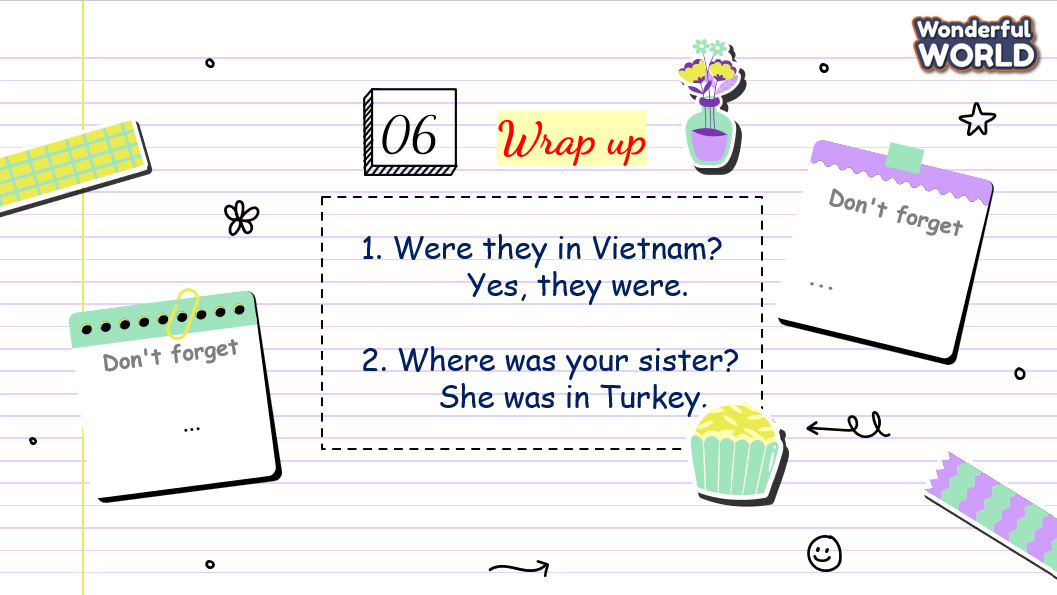 Wonderful
WORLD
06
Wrap up
Don't forget
...
1. Were they in Vietnam?
Yes, they were.
2. Where was your sister?
She was in Turkey.
Don't forget
...